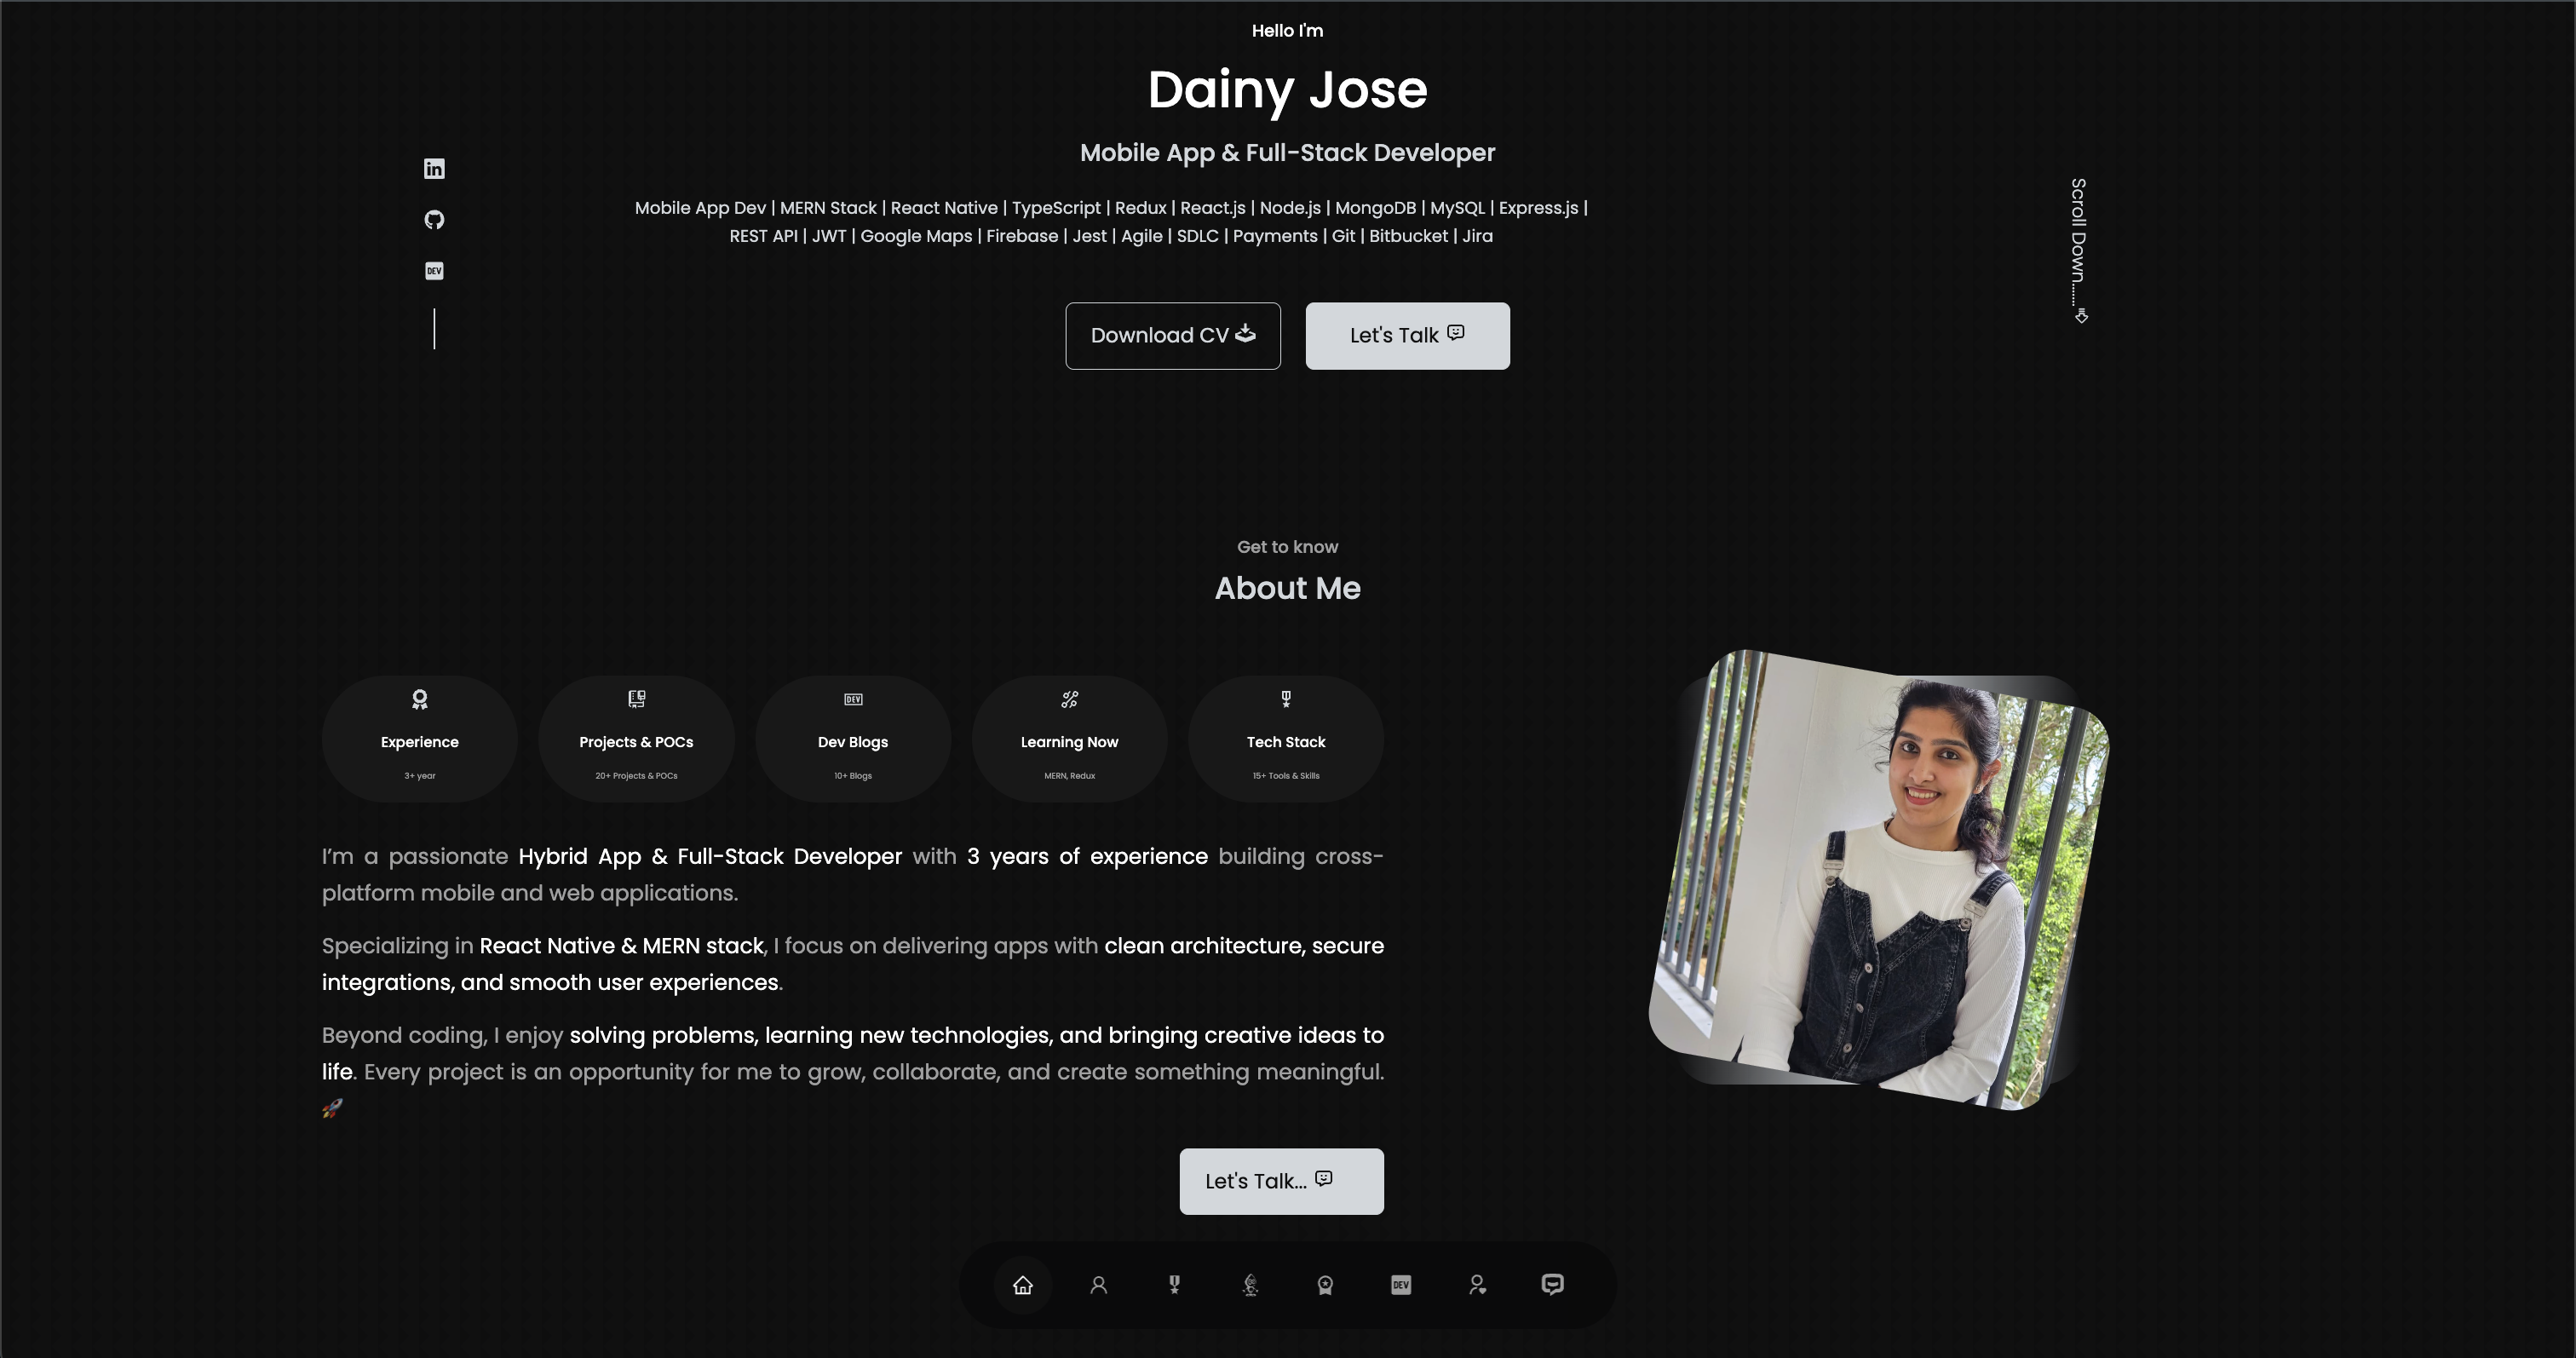 Hello I'm
Dainy Jose
Mobile App & Full-Stack Developer
Mobile App Dev | MERN Stack | React Native | TypeScript | Redux | React.js | Node.js | MongoDB | MySQL | Express.js |
REST API | JWT | Google Maps | Firebase | Jest | Agile | SDLC | Payments | Git | Bitbucket | Jira
in
DEV
Scroll Down.......
Download CV
Let's Talk
Get to know
About Me
Experience
3+ year
Projects & POCs
20+ Projects & POCs
DEV
Dev Blogs
10+ Blogs
Learning Now
MERN, Redux
Tech Stack
15+ Tools & Skills
I’m a passionate Hybrid App & Full-Stack Developer with 3 years of experience building cross-
platform mobile and web applications.
Specializing in React Native & MERN stack, I focus on delivering apps with clean architecture, secure
integrations, and smooth user experiences.
Beyond coding, I enjoy solving problems, learning new technologies, and bringing creative ideas to
life. Every project is an opportunity for me to grow, collaborate, and create something meaningful.
🚀
Let's Talk...
DEV